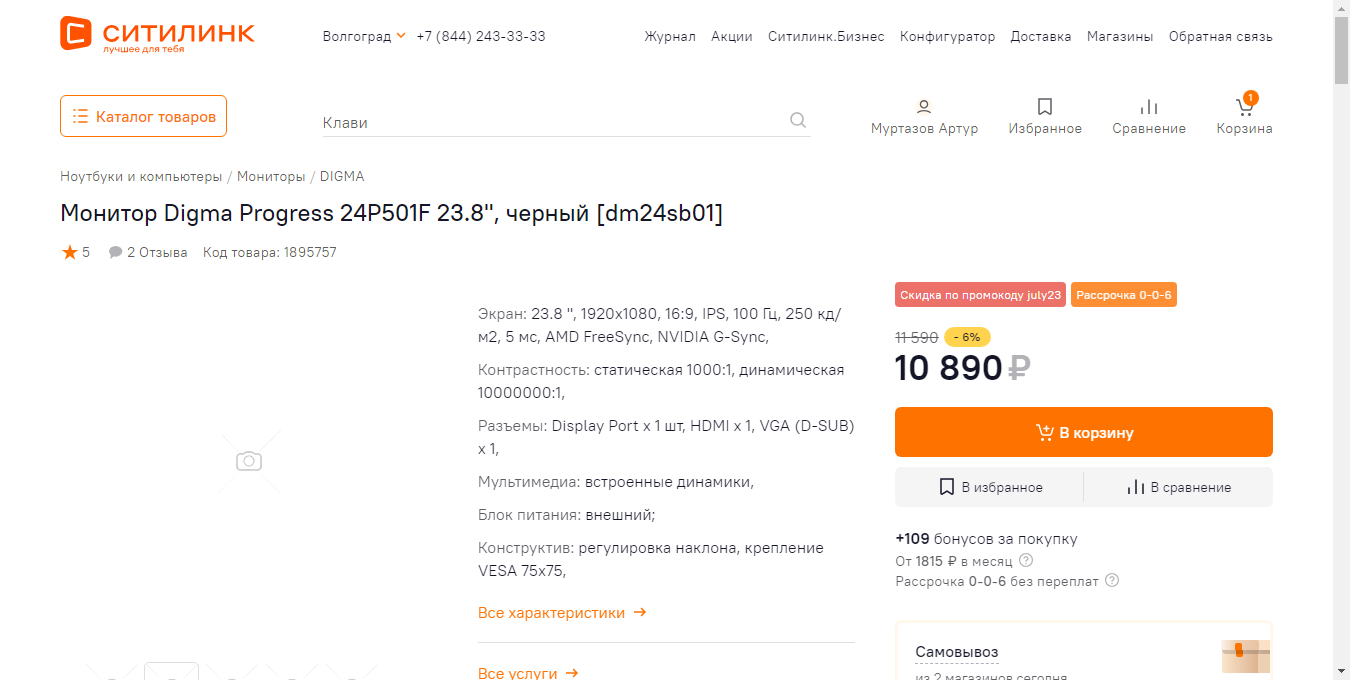 СИТИЛИНК
лучшее для тебя
Волгоград +7 (844) 243-33-33
Журнал Акции Ситилинк.Бизнес Конфигуратор Доставка Магазины Обратная связь
Каталог товаров
Клави
Муртазов Артур Избранное Сравнение 1 Корзина
Ноутбуки и компьютеры / Мониторы / DIGMA
Монитор Digma Progress 24P501F 23.8", черный [dm24sb01]
5 2 Отзыва Код товара: 1895757
Экран: 23.8 ", 1920x1080, 16:9, IPS, 100 Гц, 250 кд/
м2, 5 мс, AMD FreeSync, NVIDIA G-Sync,
Контрастность: статическая 1000:1, динамическая
10000000:1,
Разъемы: Display Port x 1 шт, HDMI x 1, VGA (D-SUB)
x 1,
Мультимедиа: встроенные динамики,
Блок питания: внешний;
Конструктив: регулировка наклона, крепление
VESA 75x75,
Все характеристики →
Все услуги →
Скидка по промокоду july23 Рассрочка 0-0-6
11 590 - 6%
10 890 ₽
В корзину
В избранное В сравнение
+109 бонусов за покупку
От 1815 ₽ в месяц ?
Рассрочка 0-0-6 без переплат ?
Самовывоз
из 2 магазинов сегодня